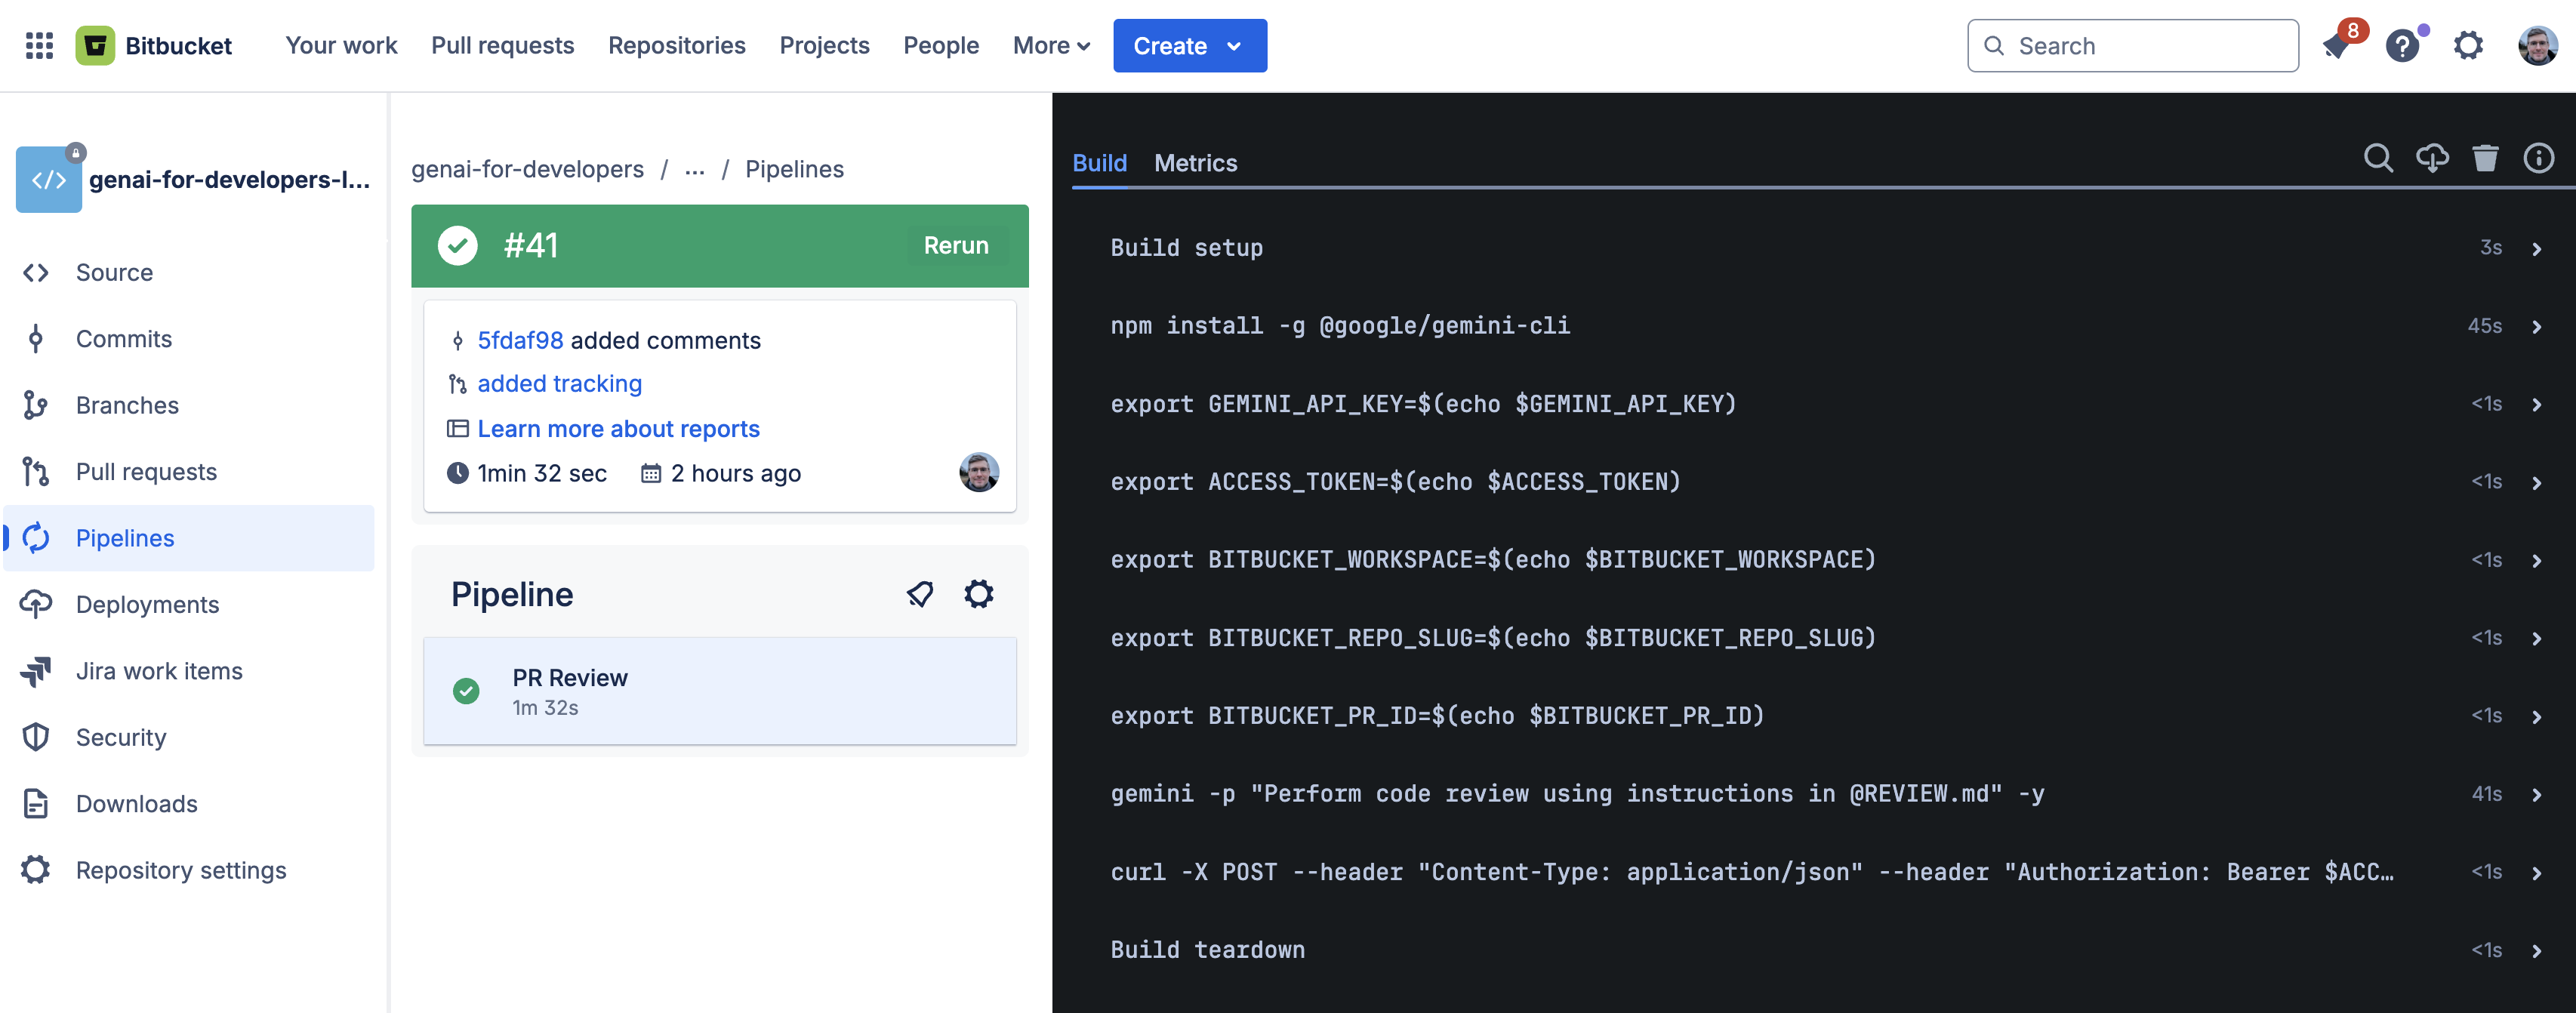 Bitbucket
Your work
Pull requests
Repositories
Projects
People
More
Create
Search
8
genai-for-developers-l...
Source
Commits
Branches
Pull requests
Pipelines
Deployments
Jira work items
Security
Downloads
Repository settings
genai-for-developers / ... / Pipelines
#41
Rerun
5fdaf98 added comments
added tracking
Learn more about reports
1min 32 sec
2 hours ago
Pipeline
PR Review
1m 32s
Build
Metrics
Build setup 3s
npm install -g @google/gemini-cli 45s
export GEMINI_API_KEY=$(echo $GEMINI_API_KEY) <1s
export ACCESS_TOKEN=$(echo $ACCESS_TOKEN) <1s
export BITBUCKET_WORKSPACE=$(echo $BITBUCKET_WORKSPACE) <1s
export BITBUCKET_REPO_SLUG=$(echo $BITBUCKET_REPO_SLUG) <1s
export BITBUCKET_PR_ID=$(echo $BITBUCKET_PR_ID) <1s
gemini -p "Perform code review using instructions in @REVIEW.md" -y 41s
curl -X POST --header "Content-Type: application/json" --header "Authorization: Bearer $ACC… <1s
Build teardown <1s